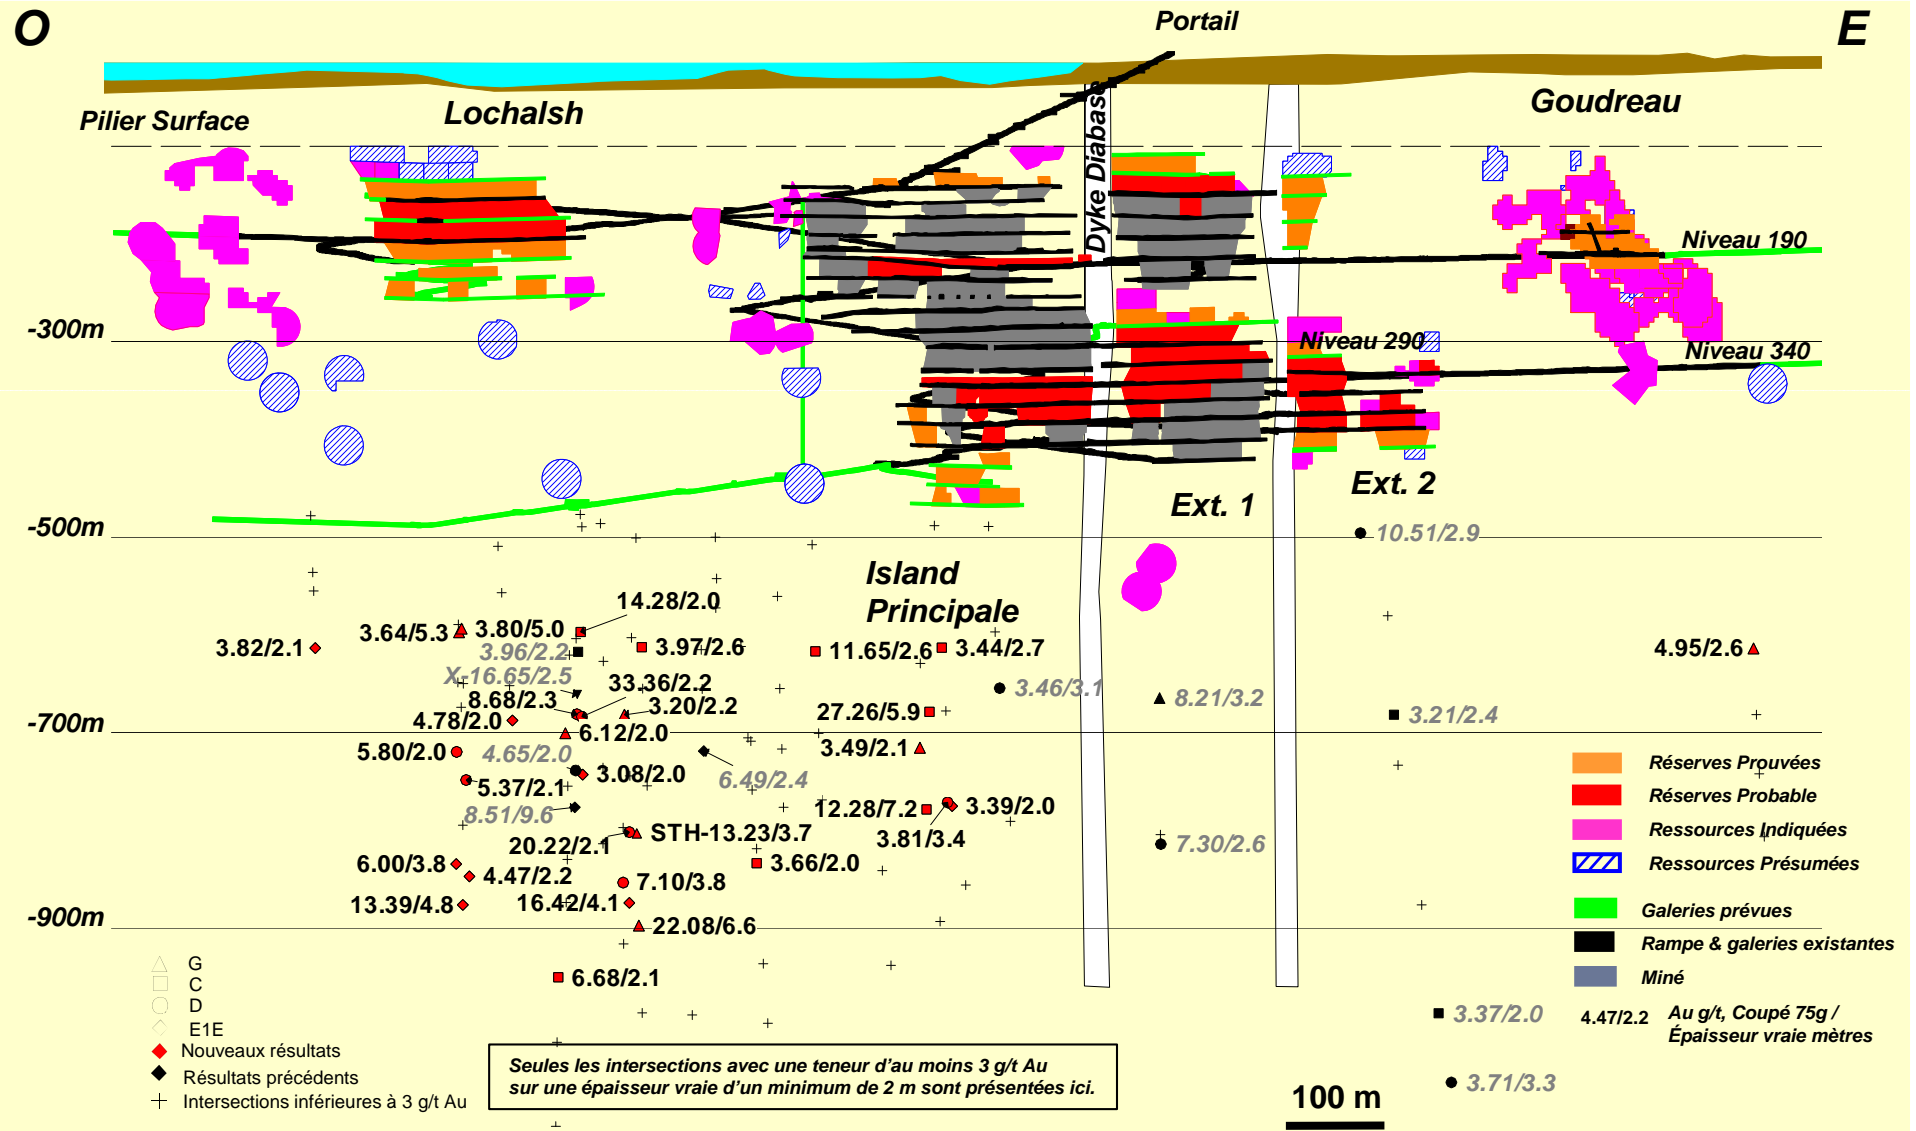 O
Portail
E
Pilier Surface
Lochalsh
Goudreau
Dyke Diabase
Niveau 190
-300m
Niveau 290
Niveau 340
Ext. 2
Ext. 1
-500m
10.51/2.9
Island
Principale
14.28/2.0
3.64/5.3
3.80/5.0
3.82/2.1
3.96/2.2
3.97/2.6
11.65/2.6
3.44/2.7
4.95/2.6
X-16.65/2.5
33.36/2.2
3.46/3.1
8.68/2.3
3.20/2.2
8.21/3.2
4.78/2.0
27.26/5.9
3.21/2.4
-700m
6.12/2.0
5.80/2.0
4.65/2.0
3.49/2.1
3.08/2.0
6.49/2.4
5.37/2.1
8.51/9.6
12.28/7.2
3.39/2.0
20.22/2.1
STH-13.23/3.7
3.81/3.4
7.30/2.6
6.00/3.8
3.66/2.0
4.47/2.2
7.10/3.8
13.39/4.8
16.42/4.1
-900m
22.08/6.6
6.68/2.1
3.37/2.0
3.71/3.3
Réserves Prouvées
Réserves Probable
Ressources Indiquées
Ressources Présumées
Galeries prévues
Rampe & galeries existantes
Miné
4.47/2.2
Au g/t, Coupé 75g /
Épaisseur vraie mètres
G
C
D
E1E
Nouveaux résultats
Résultats précédents
Intersections inférieures à 3 g/t Au
Seules les intersections avec une teneur d'au moins 3 g/t Au
sur une épaisseur vraie d'un minimum de 2 m sont présentées ici.
100 m